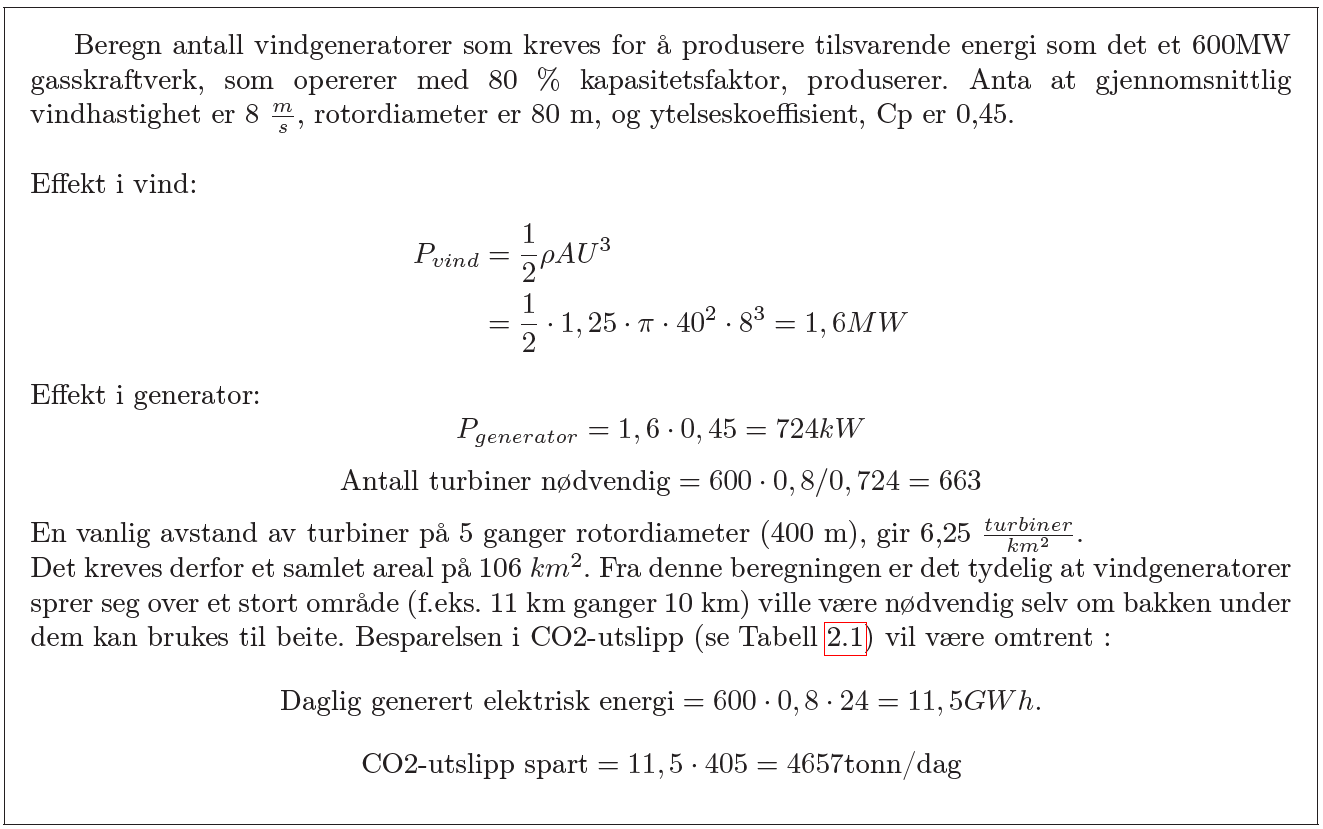 Beregn antall vindgeneratorer som kreves for å produsere tilsvarende energi som det et 600MW
gasskraftverk, som opererer med 80 % kapasitetsfaktor, produserer. Anta at gjennomsnittlig
vindhastighet er 8 $\frac{m}{s}$, rotordiameter er 80 m, og ytelseskoeffisient, Cp er 0,45.
Effekt i vind:
$P_{vind} = \frac{1}{2} \rho A U^3$
$= \frac{1}{2} \cdot 1,25 \cdot \pi \cdot 40^2 \cdot 8^3 = 1,6MW$
Effekt i generator:
$P_{generator} = 1,6 \cdot 0,45 = 724kW$
Antall turbiner nødvendig = 600 · 0,8/0,724 = 663
En vanlig avstand av turbiner på 5 ganger rotordiameter (400 m), gir 6,25 $\frac{turbiner}{km^2}$.
Det kreves derfor et samlet areal på 106 $km^2$. Fra denne beregningen er det tydelig at vindgeneratorer
sprer seg over et stort område (f.eks. 11 km ganger 10 km) ville være nødvendig selv om bakken under
dem kan brukes til beite. Besparelsen i CO2-utslipp (se Tabell 2.1) vil være omtrent :
Daglig generert elektrisk energi = 600 · 0,8 · 24 = 11,5GWh.
CO2-utslipp spart = 11,5 · 405 = 4657tonn/dag